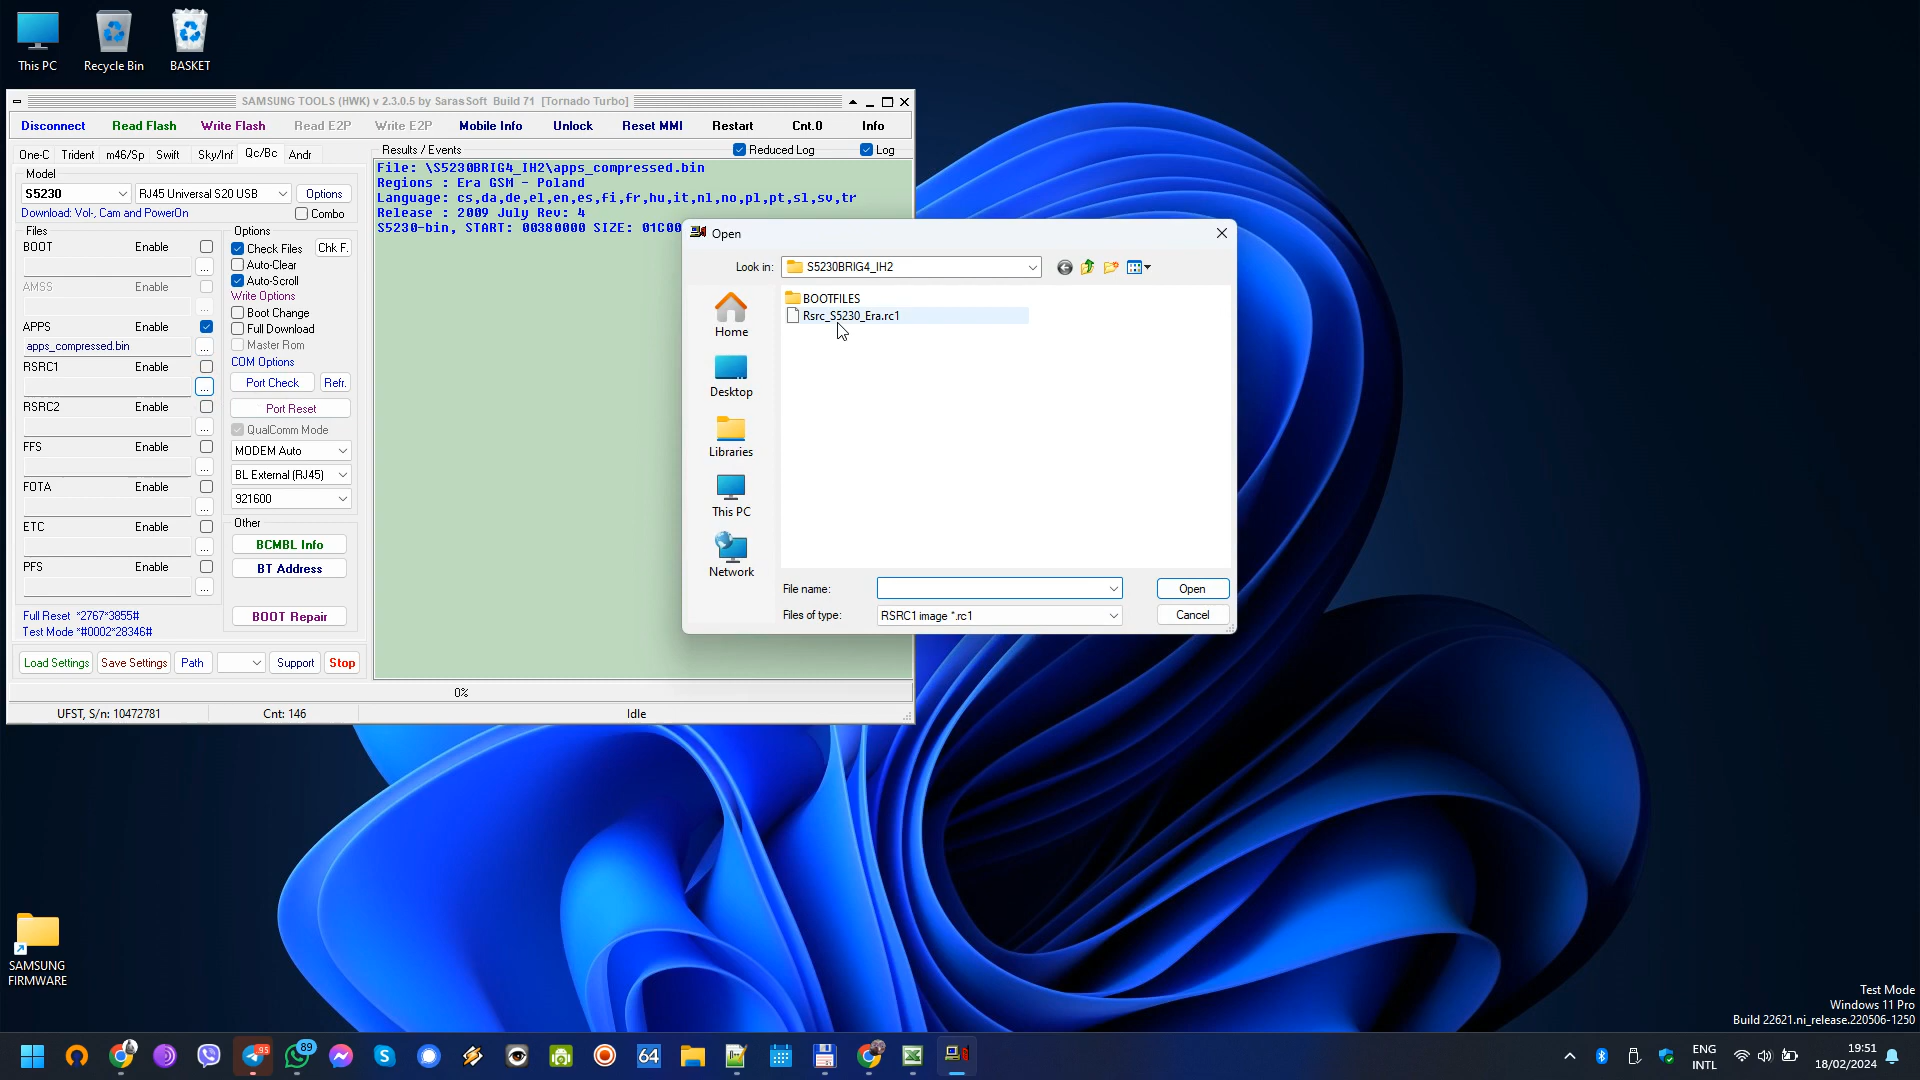 This PC
Recycle Bin
BASKET
SAMSUNG TOOLS (HWK) v 2.3.0.5 by SarasSoft Build 71 [Tornado Turbo]
Disconnect Read Flash Write Flash Read E2P Write E2P Mobile Info Unlock Reset MMI Restart Cnt.0 Info
One-C Trident m46/Sp Swift Sky/Inf Qc/Bc Andr
Results / Events Reduced Log Log
Model
S5230 RJ45 Universal S20 USB Options
Download: Vol-, Cam and PowerOn Combo
Files
BOOT Enable
...
AMSS Enable
...
APPS Enable
apps_compressed.bin ...
RSRC1 Enable
...
RSRC2 Enable
...
FFS Enable
...
FOTA Enable
...
ETC Enable
...
PFS Enable
...
Full Reset *2767*3855#
Test Mode *#0002*28346#
Options
Check Files Chk F.
Auto-Clear
Auto-Scroll
Write Options
Boot Change
Full Download
Master Rom
COM Options
Port Check Refr.
Port Reset
QualComm Mode
MODEM Auto
BL External (RJ45)
921600
Other
BCMBL Info
BT Address
BOOT Repair
Load Settings Save Settings Path Support Stop
File: \S5230BRIG4_IH2\apps_compressed.bin
Regions : Era GSM - Poland
Language: cs,da,de,el,en,es,fi,fr,hu,it,nl,no,pl,pt,sl,sv,tr
Release : 2009 July Rev: 4
S5230-bin, START: 00380000 SIZE: 01C00
0%
UFST, S/n: 10472781 Cnt: 146 Idle
Open
Look in: S5230BRIG4_IH2
Home
Desktop
Libraries
This PC
Network
BOOTFILES
Rsrc_S5230_Era.rc1
File name: Open
Files of type: RSRC1 image *.rc1 Cancel
SAMSUNG
FIRMWARE
Test Mode
Windows 11 Pro
Build 22621.ni_release.220506-1250
95
89
64
ENG
INTL
19:51
18/02/2024